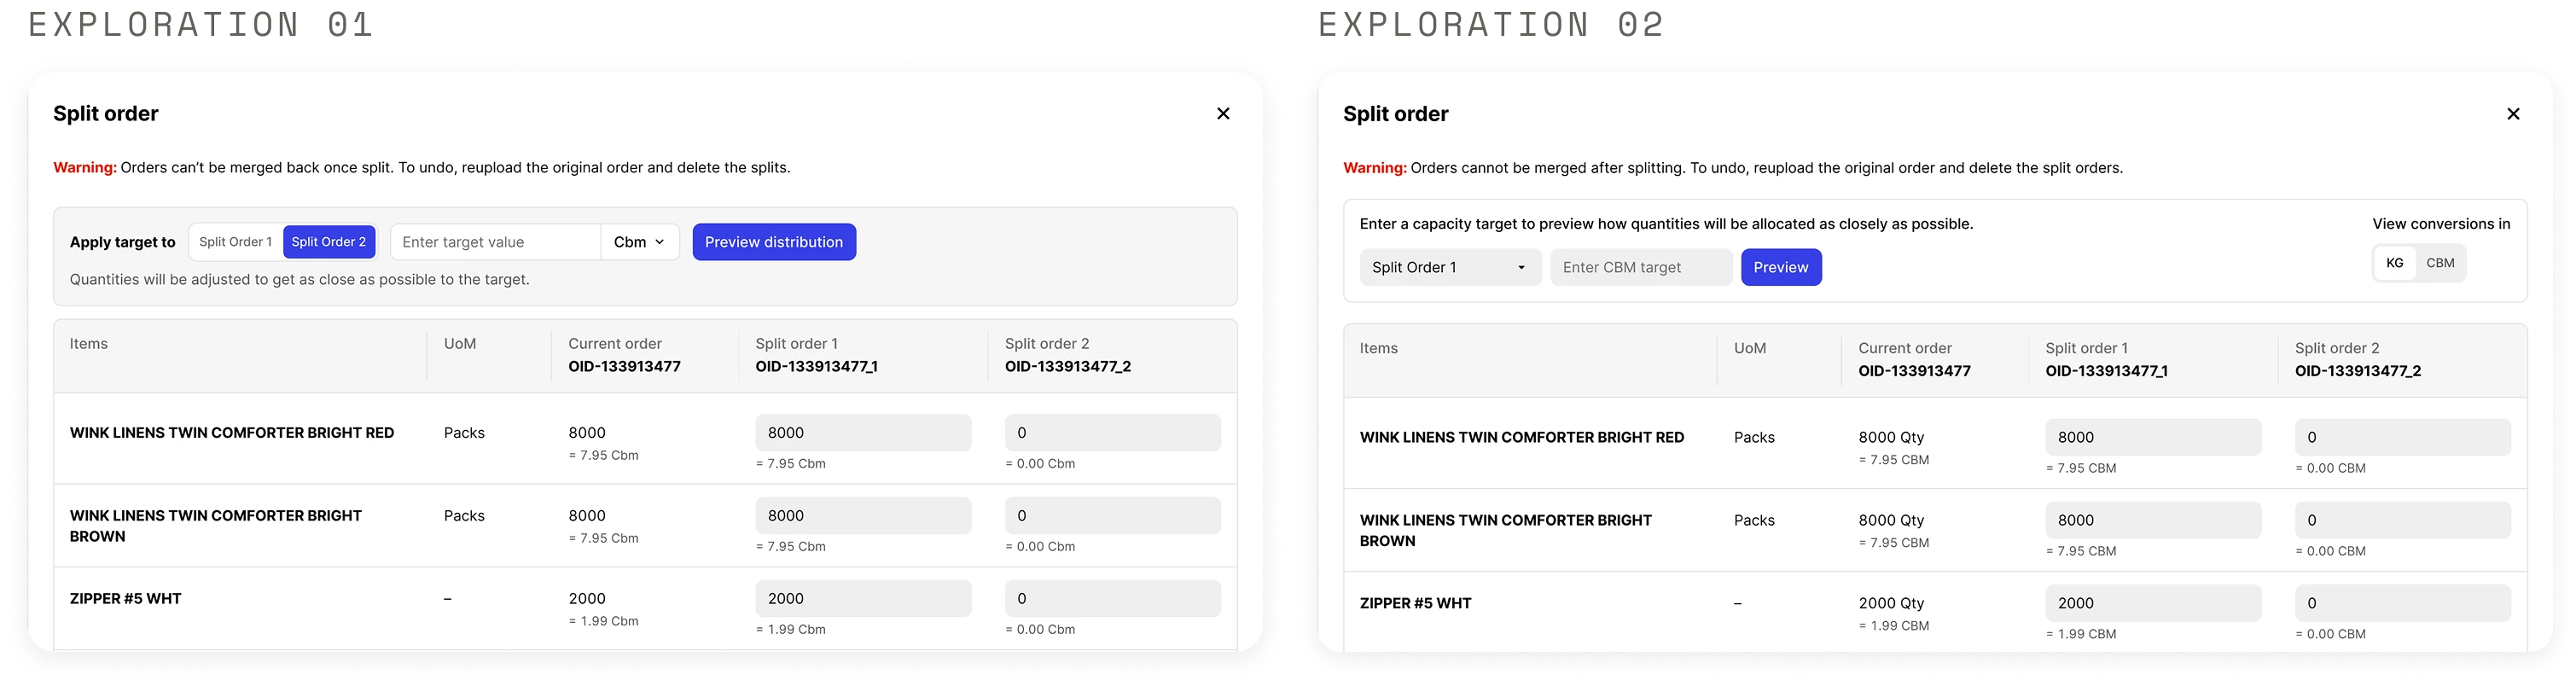 EXPLORATION 01
Split order
Warning: Orders can't be merged back once split. To undo, reupload the original order and delete the splits.
Apply target to Split Order 1 Split Order 2 Enter target value Cbm Preview distribution
Quantities will be adjusted to get as close as possible to the target.
Items UoM Current order Split order 1 Split order 2
OID-133913477 OID-133913477_1 OID-133913477_2
WINK LINENS TWIN COMFORTER BRIGHT RED Packs 8000 8000 0
= 7.95 Cbm = 7.95 Cbm = 0.00 Cbm
WINK LINENS TWIN COMFORTER BRIGHT Packs 8000 8000 0
BROWN = 7.95 Cbm = 7.95 Cbm = 0.00 Cbm
ZIPPER #5 WHT – 2000 2000 0
= 1.99 Cbm = 1.99 Cbm = 0.00 Cbm
EXPLORATION 02
Split order
Warning: Orders cannot be merged after splitting. To undo, reupload the original order and delete the split orders.
Enter a capacity target to preview how quantities will be allocated as closely as possible. View conversions in
Split Order 1 Enter CBM target Preview KG CBM
Items UoM Current order Split order 1 Split order 2
OID-133913477 OID-133913477_1 OID-133913477_2
WINK LINENS TWIN COMFORTER BRIGHT RED Packs 8000 Qty 8000 0
= 7.95 CBM = 7.95 CBM = 0.00 CBM
WINK LINENS TWIN COMFORTER BRIGHT Packs 8000 Qty 8000 0
BROWN = 7.95 CBM = 7.95 CBM = 0.00 CBM
ZIPPER #5 WHT – 2000 Qty 2000 0
= 1.99 CBM = 1.99 CBM = 0.00 CBM